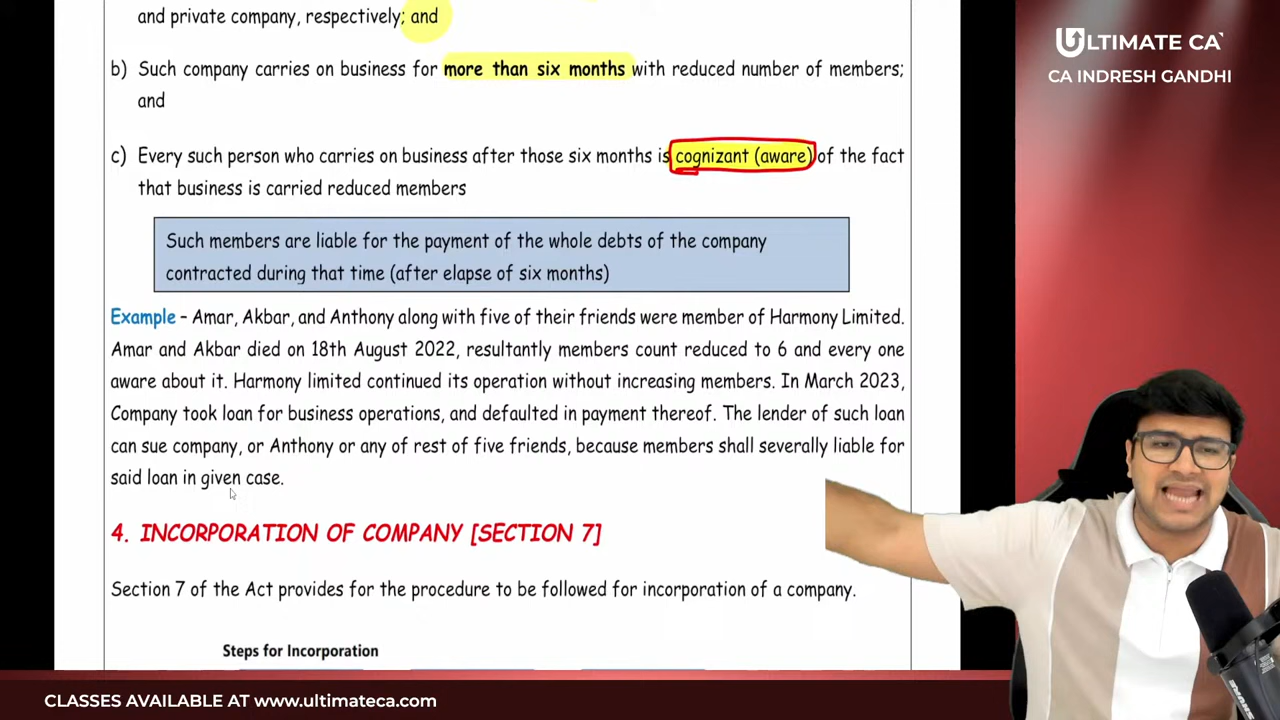 and private company, respectively; and
b) Such company carries on business for more than six months with reduced number of members;
and
c) Every such person who carries on business after those six months is cognizant (aware) of the fact
that business is carried reduced members
Such members are liable for the payment of the whole debts of the company
contracted during that time (after elapse of six months)
Example – Amar, Akbar, and Anthony along with five of their friends were member of Harmony Limited.
Amar and Akbar died on 18th August 2022, resultantly members count reduced to 6 and every one
aware about it. Harmony limited continued its operation without increasing members. In March 2023,
Company took loan for business operations, and defaulted in payment thereof. The lender of such loan
can sue company, or Anthony or any of rest of five friends, because members shall severally liable for
said loan in given case.
4. INCORPORATION OF COMPANY [SECTION 7]
Section 7 of the Act provides for the procedure to be followed for incorporation of a company.
Steps for Incorporation
ULTIMATE CA
CA INDRESH GANDHI
SHURE
CLASSES AVAILABLE AT www.ultimateca.com